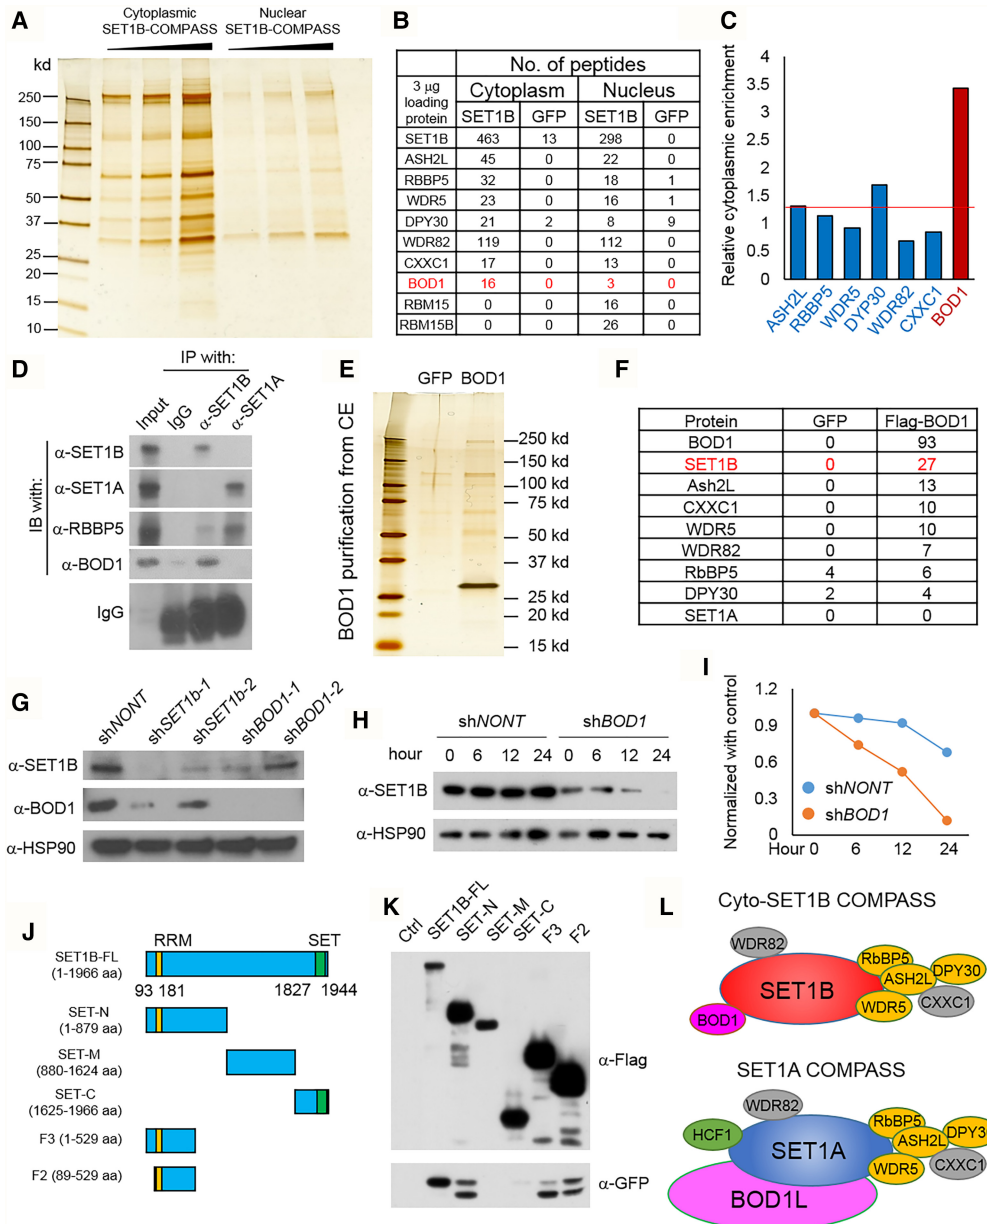 A
Cytoplasmic
SET1B-COMPASS
Nuclear
SET1B-COMPASS
kd
250
150
100
75
50
37
25
20
15
10
B
3 μg loading protein
No. of peptides
Cytoplasm Nucleus
SET1B GFP SET1B GFP
SET1B 463 13 298 0
ASH2L 45 0 22 0
RBBP5 32 0 18 1
WDR5 23 0 16 1
DPY30 21 2 8 9
WDR82 119 0 112 0
CXXC1 17 0 13 0
BOD1 16 0 3 0
RBM15 0 0 16 0
RBM15B 0 0 26 0
C
Relative cytoplasmic enrichment
4
3.5
3
2.5
2
1.5
1
0.5
0
ASH2L
RBBP5
WDR5
DYP30
WDR82
CXXC1
BOD1
D
IP with:
Input
IgG
α-SET1B
α-SET1A
IB with:
α-SET1B
α-SET1A
α-RBBP5
α-BOD1
IgG
E
GFP BOD1
BOD1 purification from CE
250 kd
150 kd
100 kd
75 kd
50 kd
37 kd
25 kd
20 kd
15 kd
F
Protein GFP Flag-BOD1
BOD1 0 93
SET1B 0 27
Ash2L 0 13
CXXC1 0 10
WDR5 0 10
WDR82 0 7
RbBP5 4 6
DPY30 2 4
SET1A 0 0
G
shNONT
shSET1b-1
shSET1b-2
shBOD1-1
shBOD1-2
α-SET1B
α-BOD1
α-HSP90
H
shNONT shBOD1
hour 0 6 12 24 0 6 12 24
α-SET1B
α-HSP90
I
Normalized with control
1.2
0.9
0.6
0.3
0
shNONT
shBOD1
Hour 0 6 12 24
J
RRM SET
SET1B-FL
(1-1966 aa)
93 181 1827 1944
SET-N
(1-879 aa)
SET-M
(880-1624 aa)
SET-C
(1625-1966 aa)
F3 (1-529 aa)
F2 (89-529 aa)
K
Ctrl
SET1B-FL
SET-N
SET-M
SET-C
F3
F2
α-Flag
α-GFP
L
Cyto-SET1B COMPASS
WDR82
RbBP5
ASH2L
DPY30
SET1B
WDR5
CXXC1
BOD1
SET1A COMPASS
WDR82
HCF1
RbBP5
ASH2L
DPY30
SET1A
WDR5
CXXC1
BOD1L